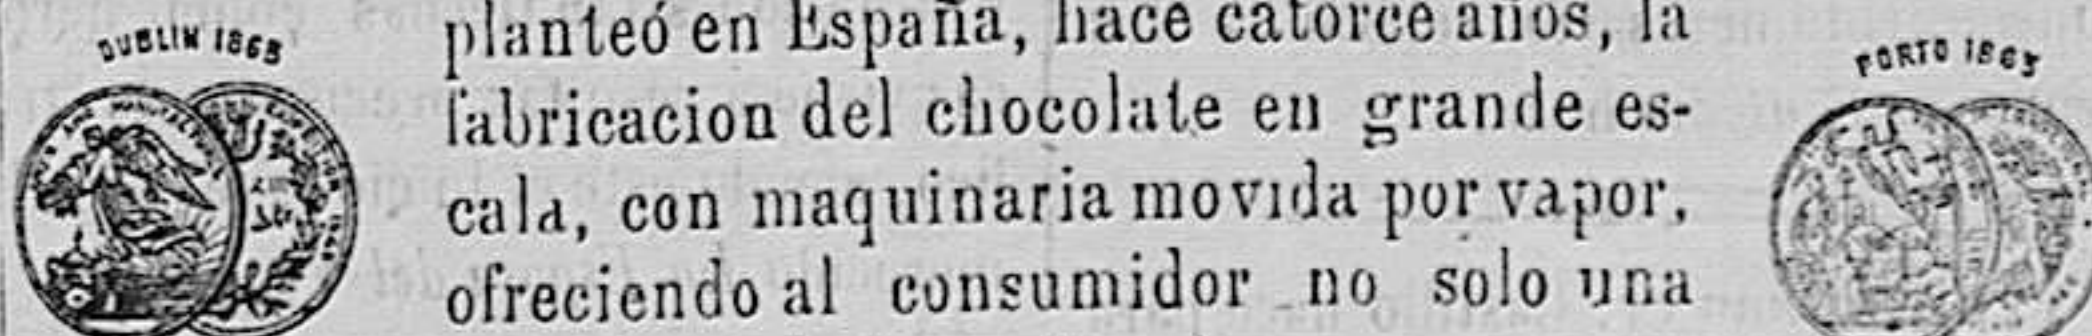 DUBLIN 1865
planteó en España, hace catorce años, la
fabricacion del chocolate en grande es-
cala, con maquinaria movida por vapor,
ofreciendo al consumidor no solo una
PORTO 1865